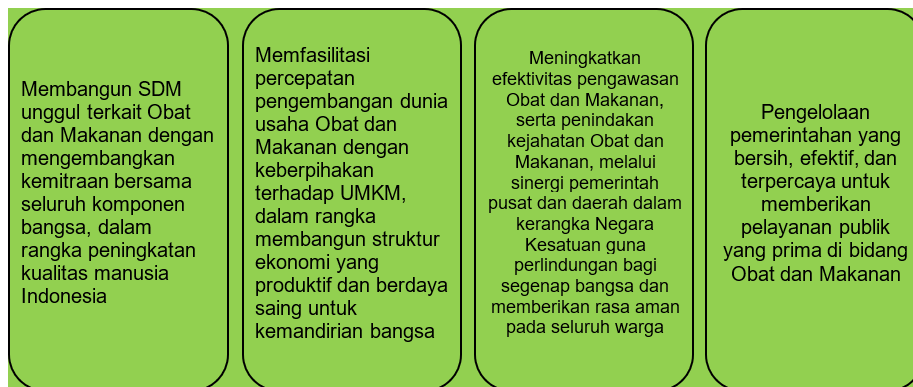 Membangun SDM
unggul terkait Obat
dan Makanan dengan
mengembangkan
kemitraan bersama
seluruh komponen
bangsa, dalam
rangka peningkatan
kualitas manusia
Indonesia
Memfasilitasi
percepatan
pengembangan dunia
usaha Obat dan
Makanan dengan
keberpihakan
terhadap UMKM,
dalam rangka
membangun struktur
ekonomi yang
produktif dan berdaya
saing untuk
kemandirian bangsa
Meningkatkan
efektivitas pengawasan
Obat dan Makanan,
serta penindakan
kejahatan Obat dan
Makanan, melalui
sinergi pemerintah
pusat dan daerah dalam
kerangka Negara
Kesatuan guna
perlindungan bagi
segenap bangsa dan
memberikan rasa aman
pada seluruh warga
Pengelolaan
pemerintahan yang
bersih, efektif, dan
terpercaya untuk
memberikan
pelayanan publik
yang prima di bidang
Obat dan Makanan